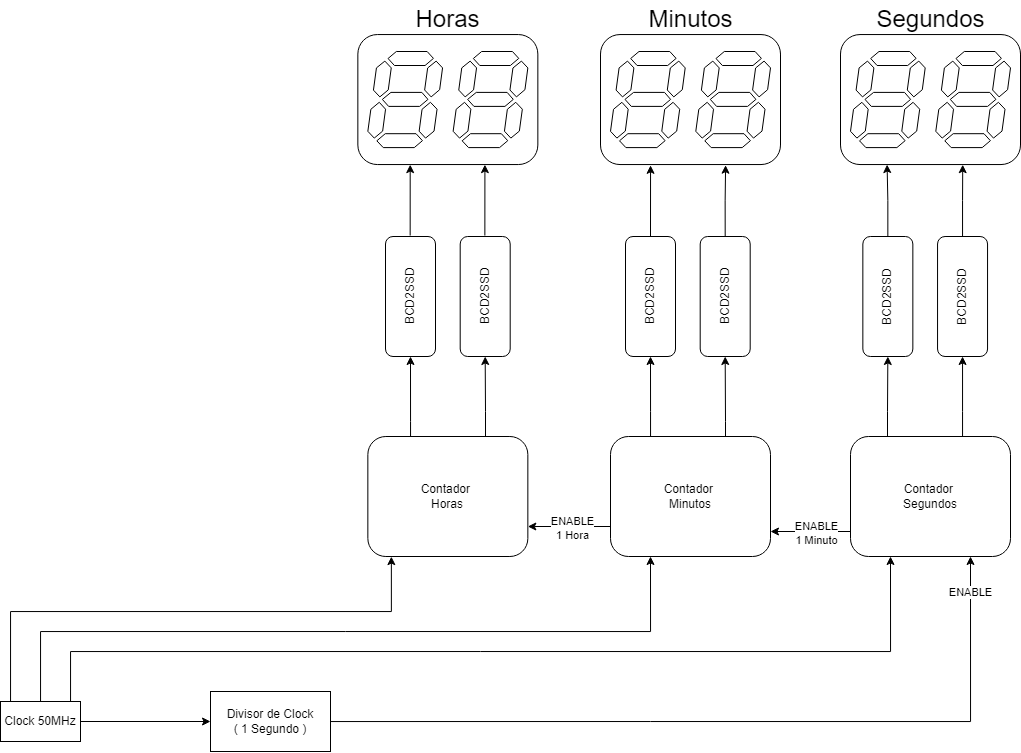 Horas
Minutos
Segundos
BCD2SSD
BCD2SSD
BCD2SSD
BCD2SSD
BCD2SSD
BCD2SSD
Contador
Horas
Contador
Minutos
Contador
Segundos
ENABLE
1 Hora
ENABLE
1 Minuto
ENABLE
Clock 50MHz
Divisor de Clock
( 1 Segundo )